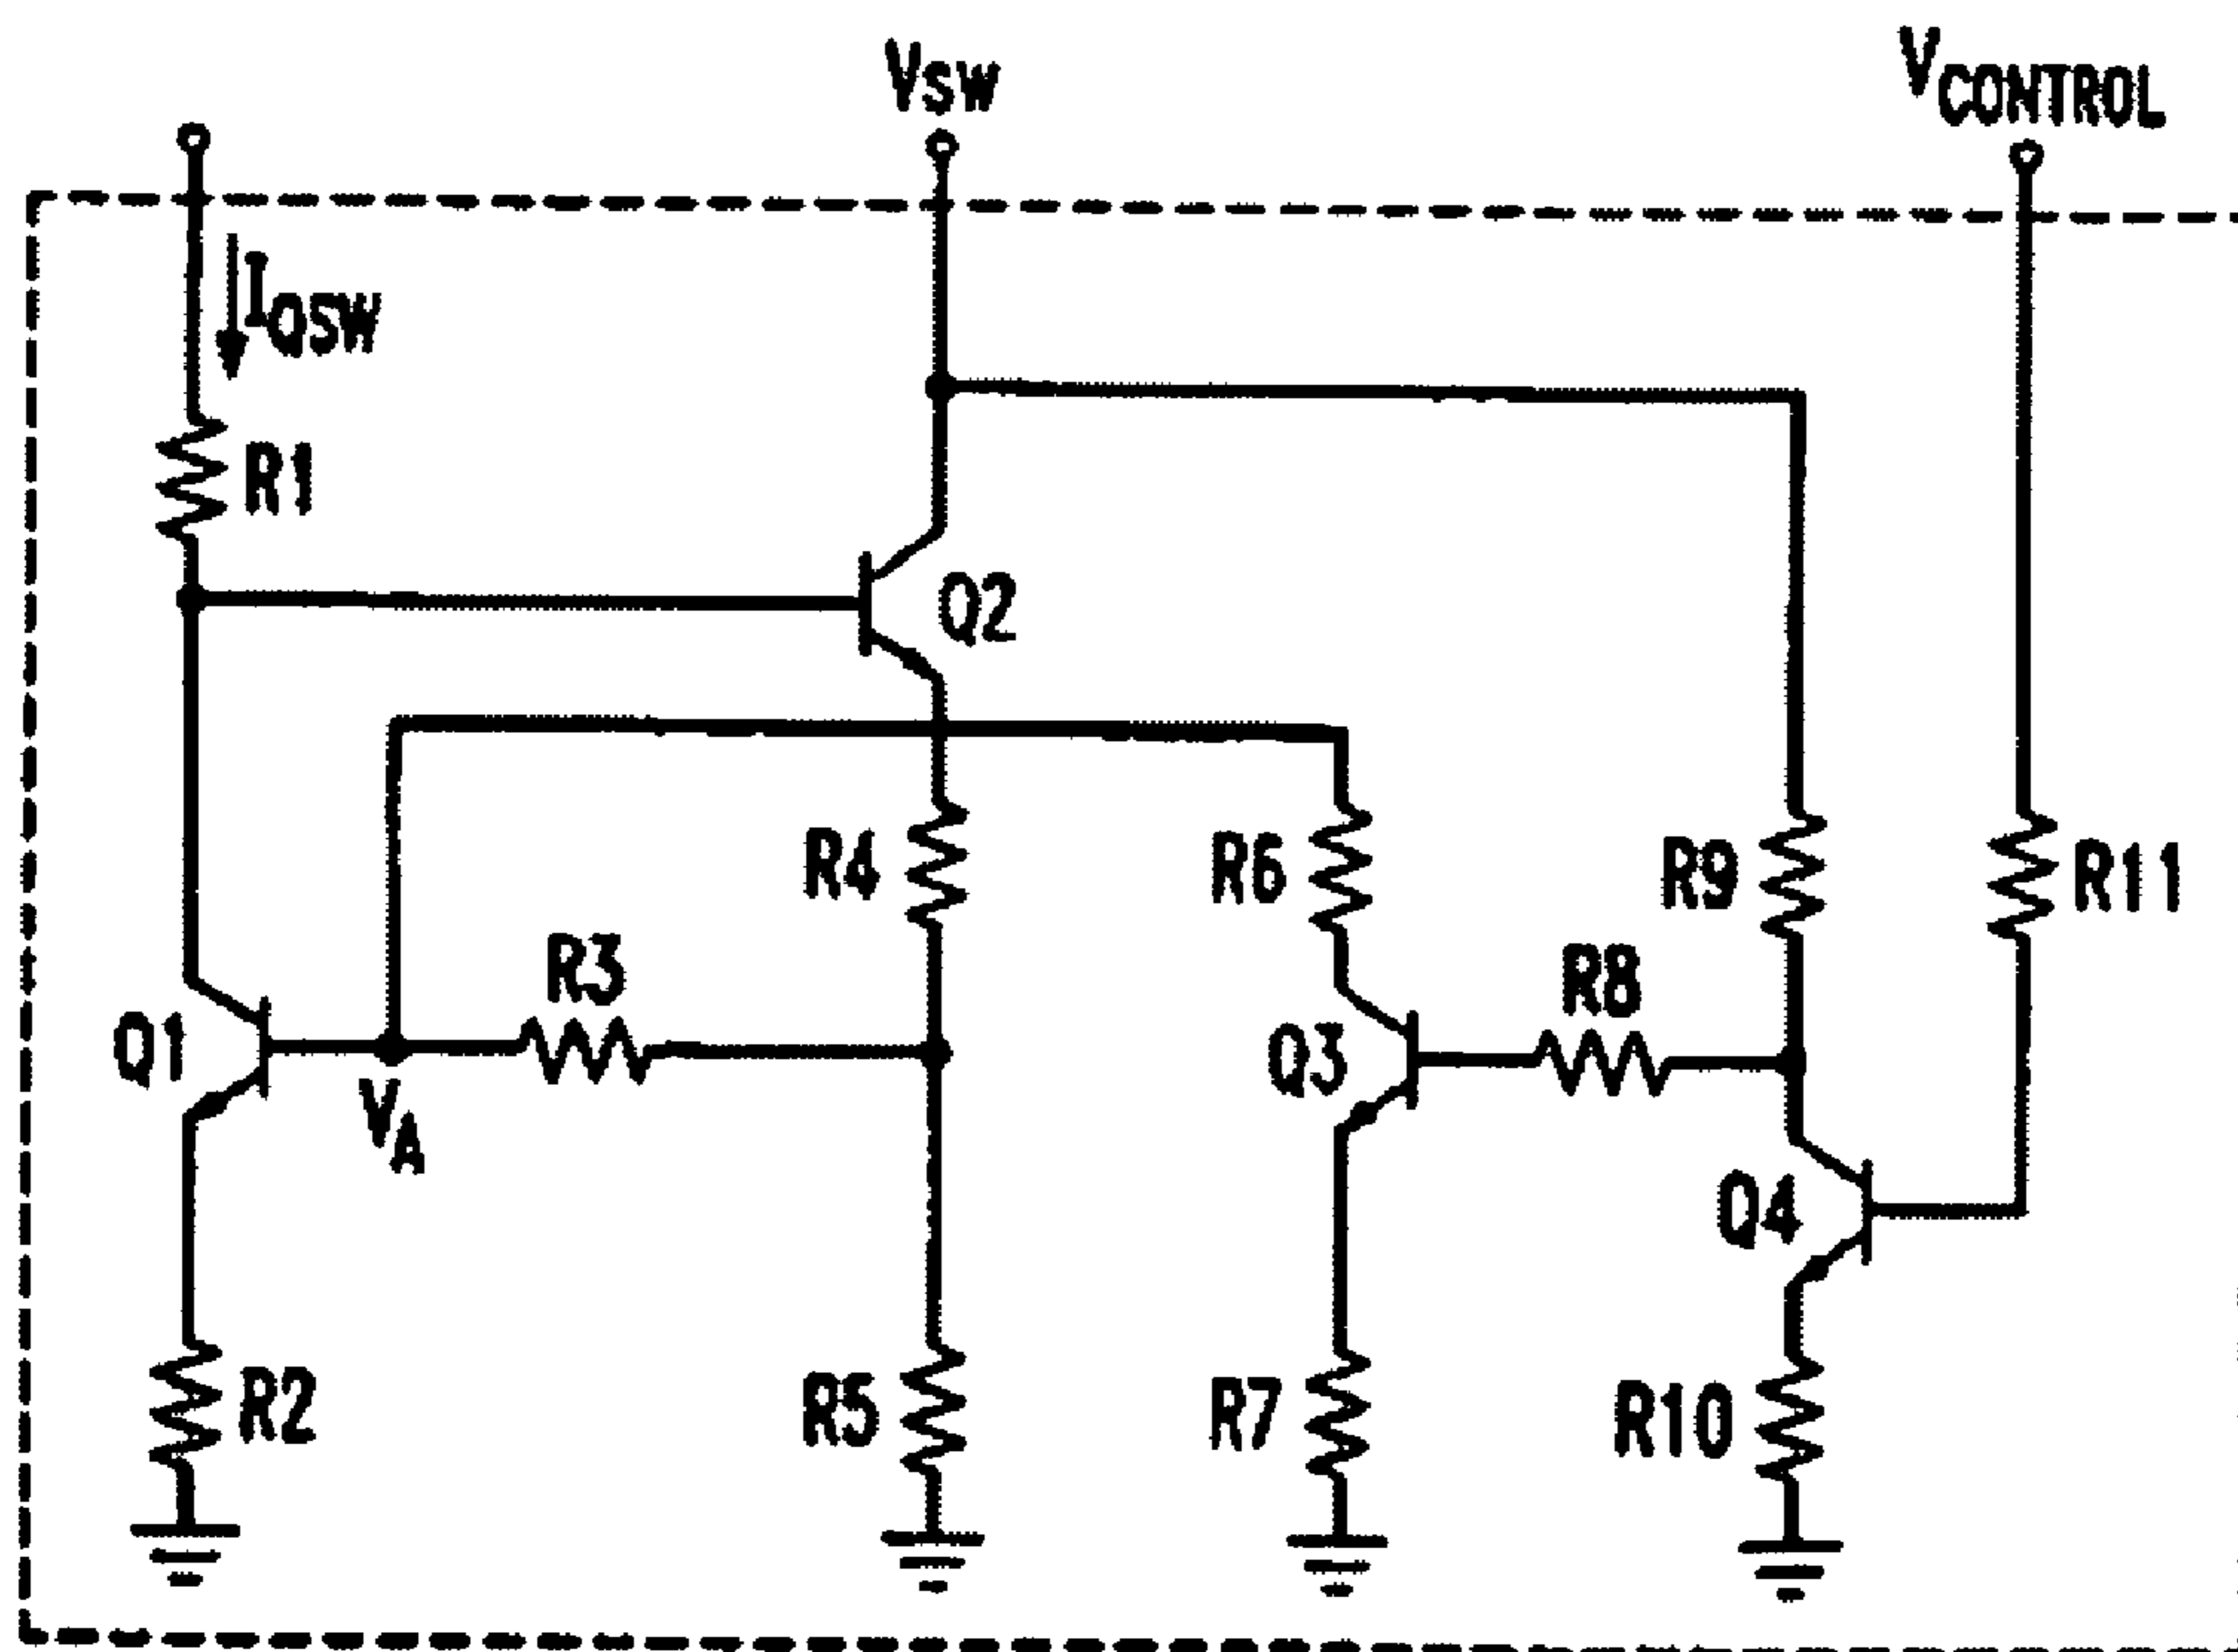 VSW
VCONTROL
IQSW
R1
Q2
R4
R6
R9
R11
R3
R8
Q1
Q3
VA
Q4
R2
R5
R7
R10